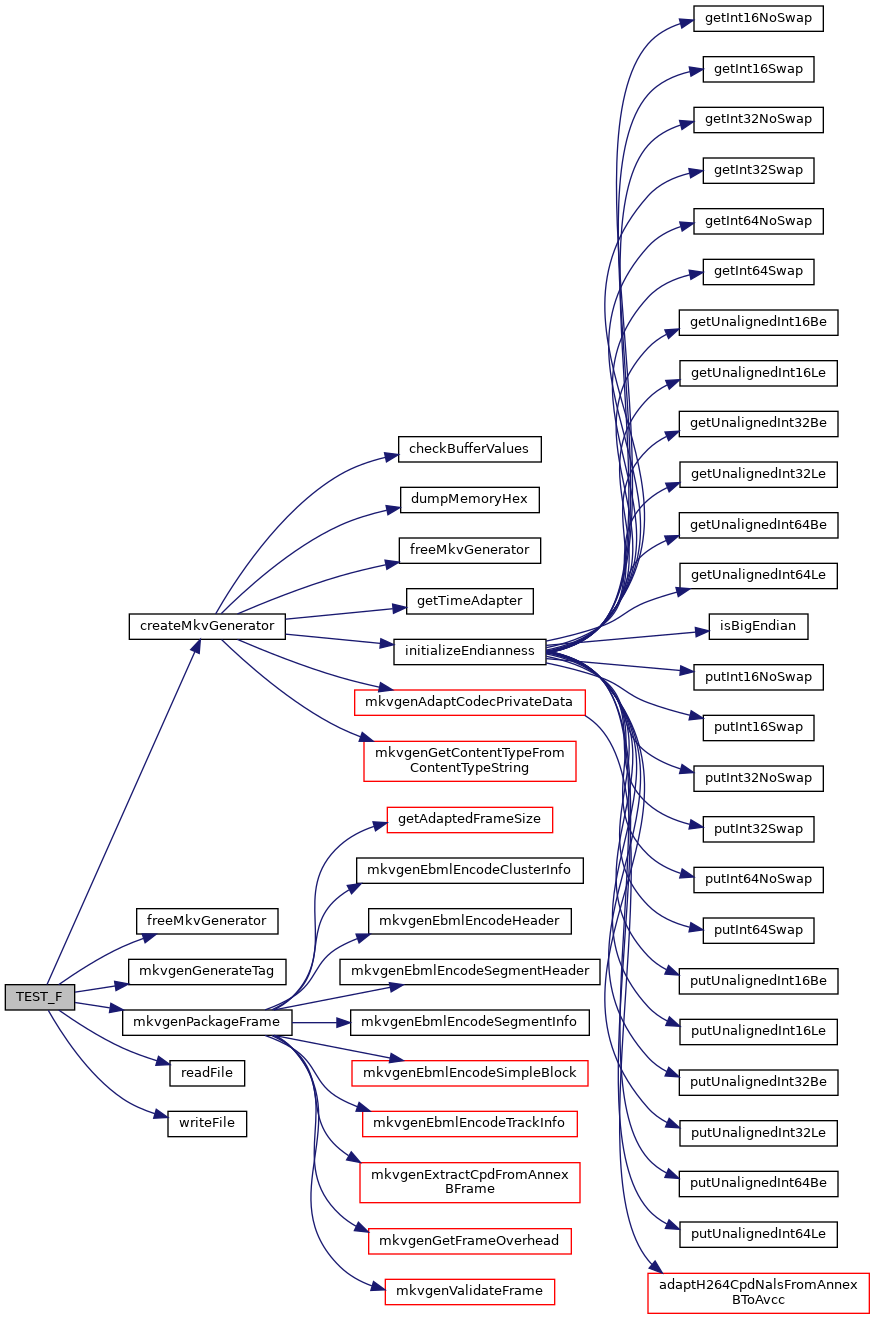 getInt16NoSwap
getInt16Swap
getInt32NoSwap
getInt32Swap
getInt64NoSwap
getInt64Swap
getUnalignedInt16Be
getUnalignedInt16Le
getUnalignedInt32Be
getUnalignedInt32Le
getUnalignedInt64Be
getUnalignedInt64Le
isBigEndian
putInt16NoSwap
putInt16Swap
putInt32NoSwap
putInt32Swap
putInt64NoSwap
putInt64Swap
putUnalignedInt16Be
putUnalignedInt16Le
putUnalignedInt32Be
putUnalignedInt32Le
putUnalignedInt64Be
putUnalignedInt64Le
adaptH264CpdNalsFromAnnex
BToAvcc
checkBufferValues
dumpMemoryHex
freeMkvGenerator
getTimeAdapter
initializeEndianness
mkvgenAdaptCodecPrivateData
mkvgenGetContentTypeFrom
ContentTypeString
getAdaptedFrameSize
mkvgenEbmlEncodeClusterInfo
mkvgenEbmlEncodeHeader
mkvgenEbmlEncodeSegmentHeader
mkvgenEbmlEncodeSegmentInfo
mkvgenEbmlEncodeSimpleBlock
mkvgenEbmlEncodeTrackInfo
mkvgenExtractCpdFromAnnex
BFrame
mkvgenGetFrameOverhead
mkvgenValidateFrame
createMkvGenerator
freeMkvGenerator
mkvgenGenerateTag
mkvgenPackageFrame
readFile
writeFile
TEST_F